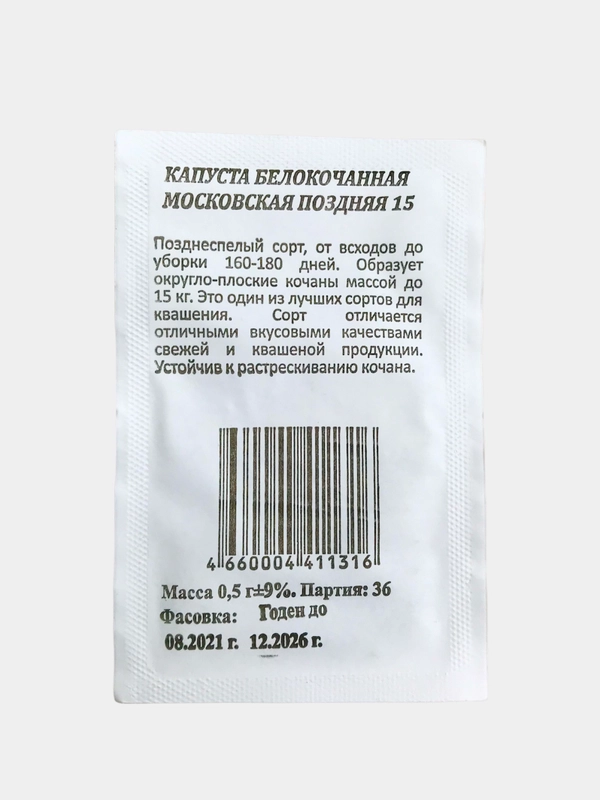 КАПУСТА БЕЛОКОЧАННАЯ
МОСКОВСКАЯ ПОЗДНЯЯ 15
Позднеспелый сорт, от всходов до
уборки 160-180 дней. Образует
округло-плоские кочаны массой до
15 кг. Это один из лучших сортов для
квашения. Сорт отличается
отличными вкусовыми качествами
свежей и квашеной продукции.
Устойчив к растрескиванию кочана.
4 660004 411316
Масса 0,5 г±9%. Партия: 36
Фасовка: Годен до
08.2021 г. 12.2026 г.